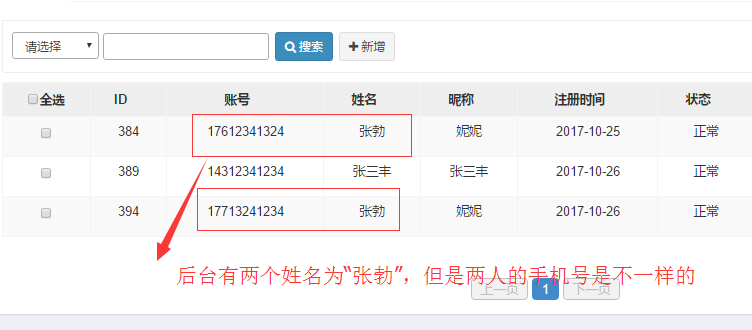 请选择 搜索 新增
全选 ID 账号 姓名 昵称 注册时间 状态
384 17612341324 张勃 妮妮 2017-10-25 正常
389 14312341234 张三丰 张三丰 2017-10-26 正常
394 17713241234 张勃 妮妮 2017-10-26 正常
后台有两个姓名为“张勃”，但是两人的手机号是不一样的
上一页 1 下一页